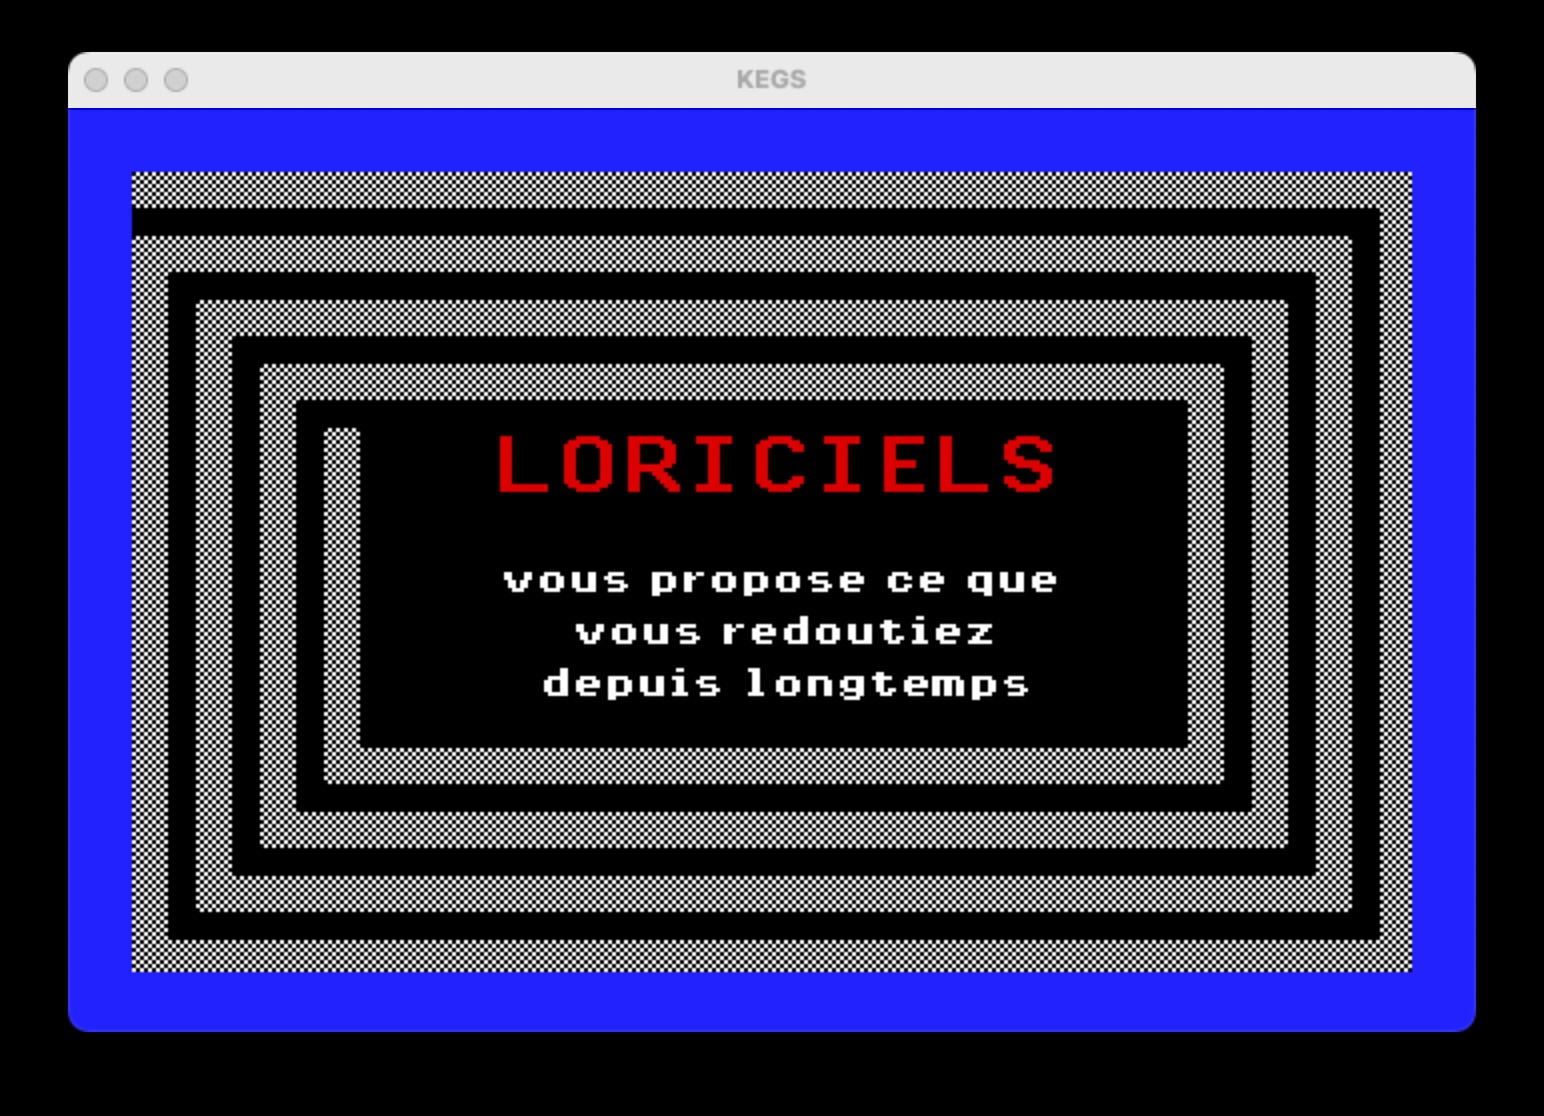 KEGS
LORICIELS
vous propose ce que
vous redoutiez
depuis longtemps